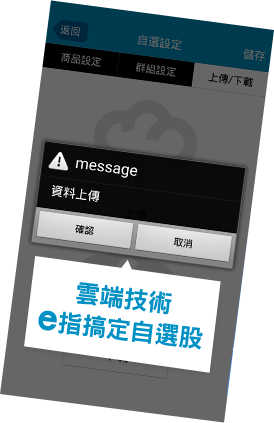 返回
自選設定
儲存
商品設定
群組設定
上傳/下載
message
資料上傳
確認
取消
雲端技術
e指搞定自選股